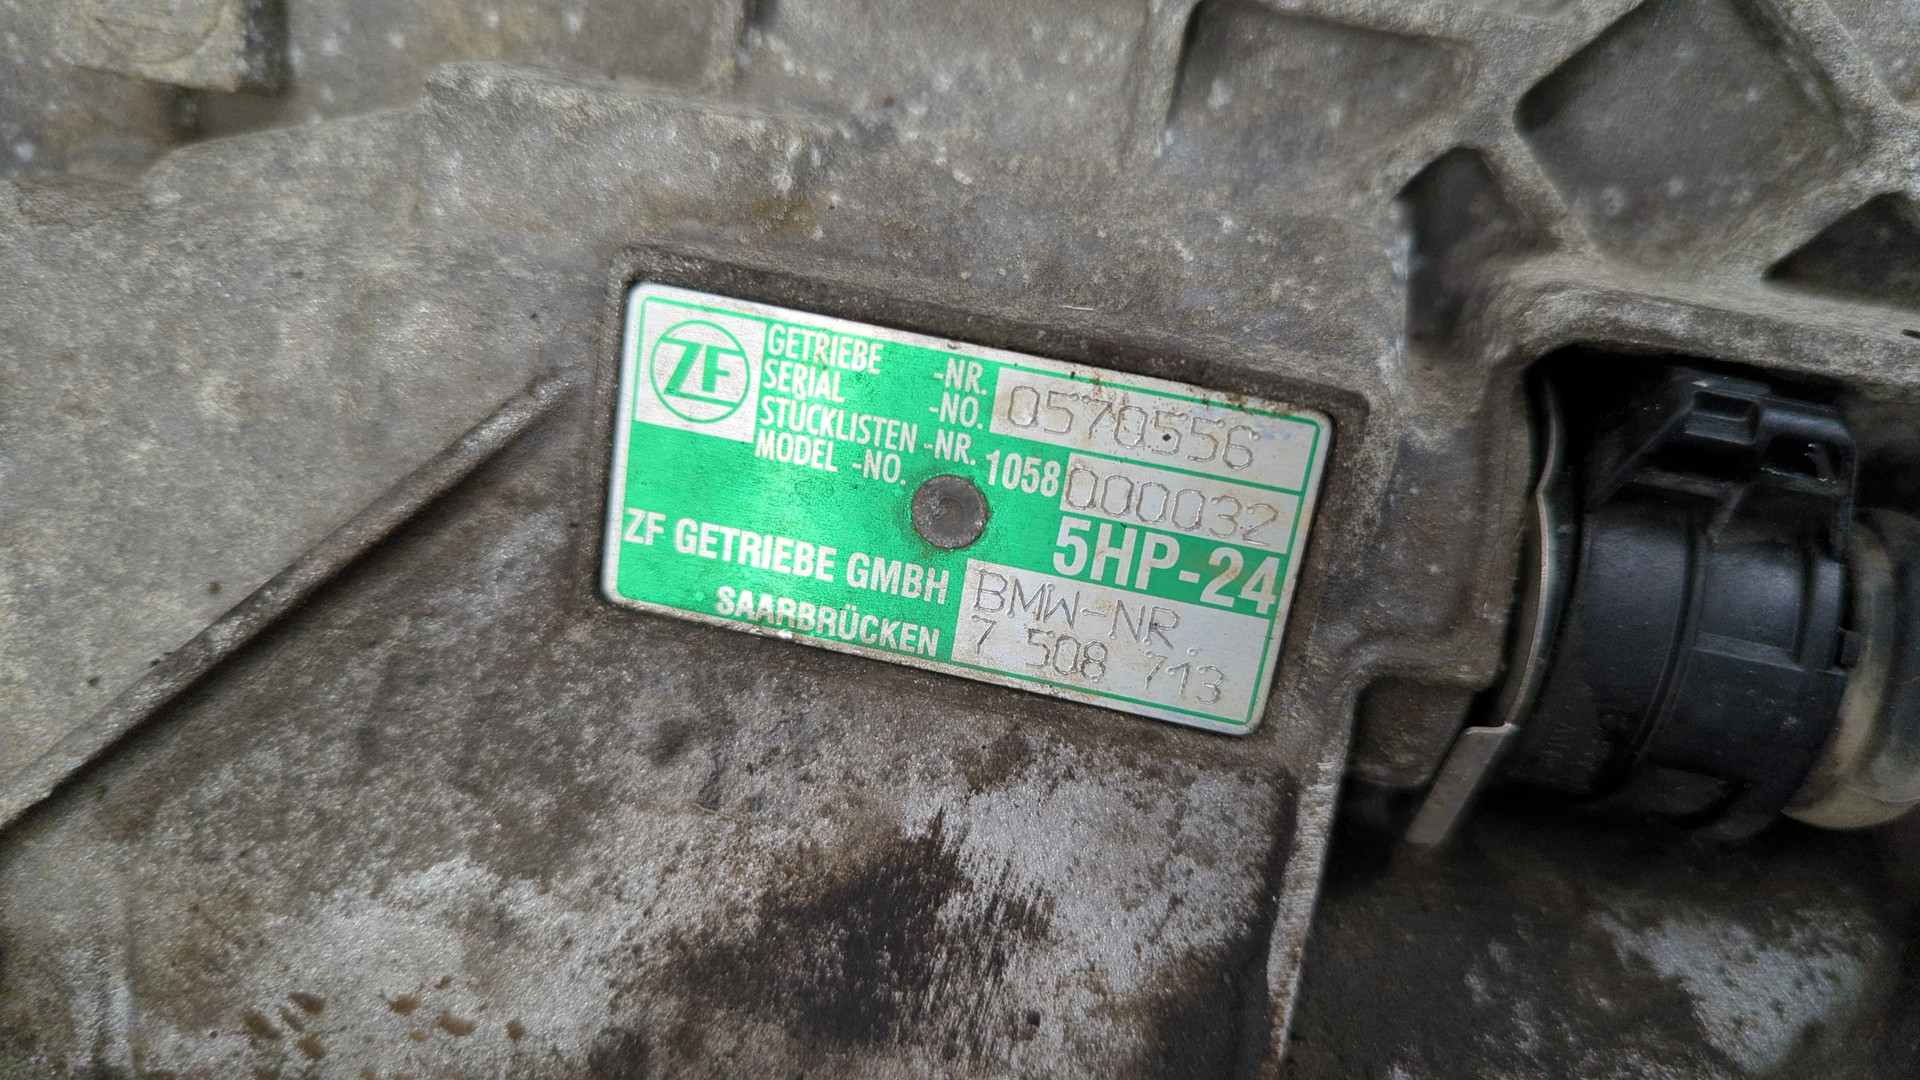 ZF
GETRIEBE -NR.
SERIAL -NO. 0570556
STÜCKLISTEN -NR.
MODEL -NO. 1058 000032
5HP-24
ZF GETRIEBE GMBH
SAARBRÜCKEN
BMW-NR.
7 508 713